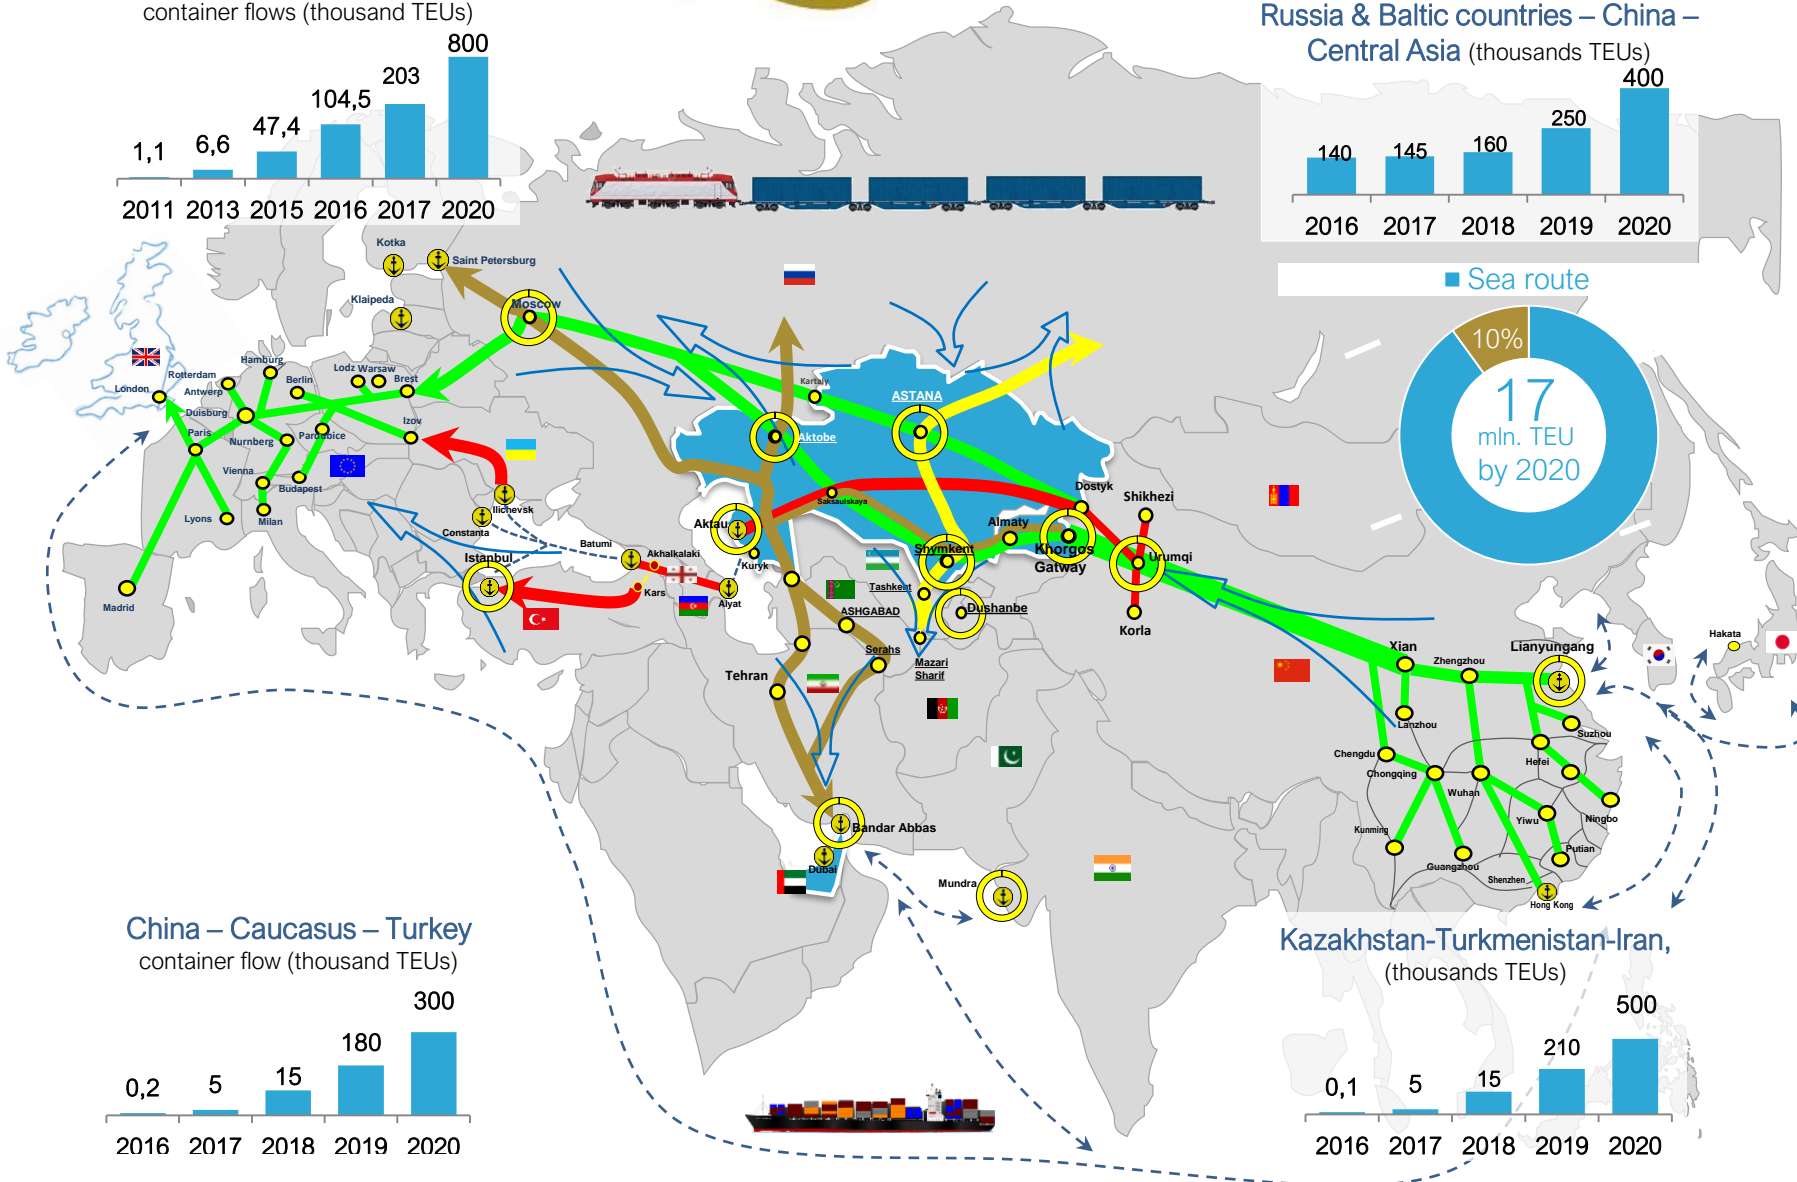 container flows (thousand TEUs)
800
203
104,5
47,4
6,6
1,1
2011 2013 2015 2016 2017 2020
Russia & Baltic countries – China –
Central Asia (thousands TEUs)
400
250
160
145
140
2016 2017 2018 2019 2020
Sea route
10%
17
mln. TEU
by 2020
Kotka
Saint Petersburg
Klaipeda
Moscow
Hamburg
Rotterdam
Lodz Warsaw
Berlin
Brest
London
Antwerp
Duisburg
Izov
Paris
Nurnberg
Pardubice
Vienna
Budapest
Lyons
Milan
Madrid
Ilichevsk
Constanta
Istanbul
Batumi
Akhalkalaki
Kars
Alyat
Kartaly
ASTANA
Aktobe
Saksaulskaya
Aktau
Kuryk
Dostyk
Shikhezi
Almaty
Khorgos
Gatway
Urumqi
Korla
Shymkent
Tashkent
Dushanbe
ASHGABAD
Serahs
Mazari
Sharif
Tehran
Bandar Abbas
Dubai
Mundra
Xian
Zhengzhou
Lianyungang
Hakata
Lanzhou
Suzhou
Chengdu
Hefei
Chongqing
Wuhan
Ningbo
Yiwu
Kunming
Putian
Guangzhou
Shenzhen
Hong Kong
China – Caucasus – Turkey
container flow (thousand TEUs)
300
180
15
5
0,2
2016 2017 2018 2019 2020
Kazakhstan-Turkmenistan-Iran,
(thousands TEUs)
500
210
15
5
0,1
2016 2017 2018 2019 2020